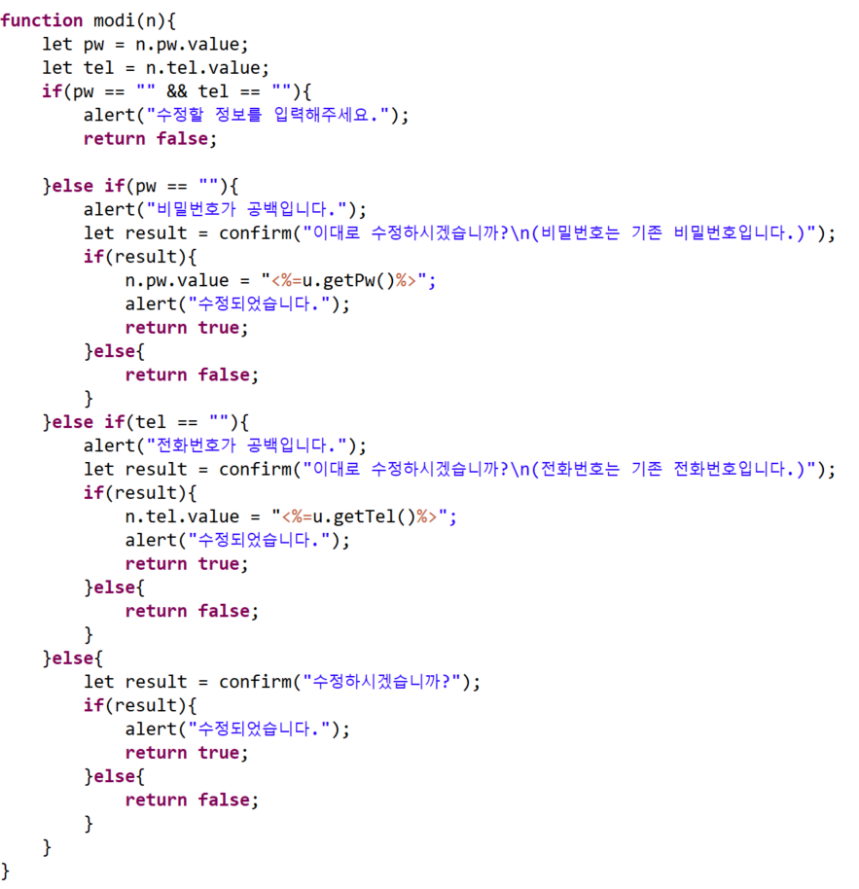 function modi(n){
    let pw = n.pw.value;
    let tel = n.tel.value;
    if(pw == "" && tel == ""){
        alert("수정할 정보를 입력해주세요.");
        return false;

    }else if(pw == ""){
        alert("비밀번호가 공백입니다.");
        let result = confirm("이대로 수정하시겠습니까?\n(비밀번호는 기존 비밀번호입니다.)");
        if(result){
            n.pw.value = "<%=u.getPw()%>";
            alert("수정되었습니다.");
            return true;
        }else{
            return false;
        }
    }else if(tel == ""){
        alert("전화번호가 공백입니다.");
        let result = confirm("이대로 수정하시겠습니까?\n(전화번호는 기존 전화번호입니다.)");
        if(result){
            n.tel.value = "<%=u.getTel()%>";
            alert("수정되었습니다.");
            return true;
        }else{
            return false;
        }
    }else{
        let result = confirm("수정하시겠습니까?");
        if(result){
            alert("수정되었습니다.");
            return true;
        }else{
            return false;
        }
    }
}